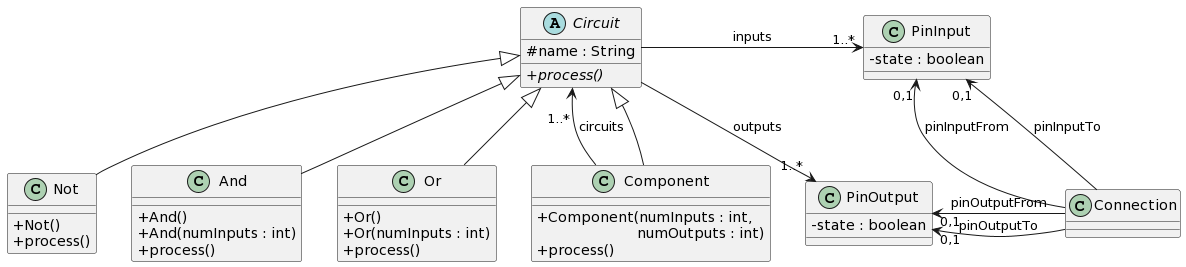 A Circuit
#name : String
+process()
inputs
1..*
C PinInput
-state : boolean
0,1
0,1
1..*
circuits
outputs
1..*
pinInputFrom
pinInputTo
C Not
+Not()
+process()
C And
+And()
+And(numInputs : int)
+process()
C Or
+Or()
+Or(numInputs : int)
+process()
C Component
+Component(numInputs : int,
numOutputs : int)
+process()
C PinOutput
-state : boolean
pinOutputFrom
0,1
pinOutputTo
0,1
C Connection